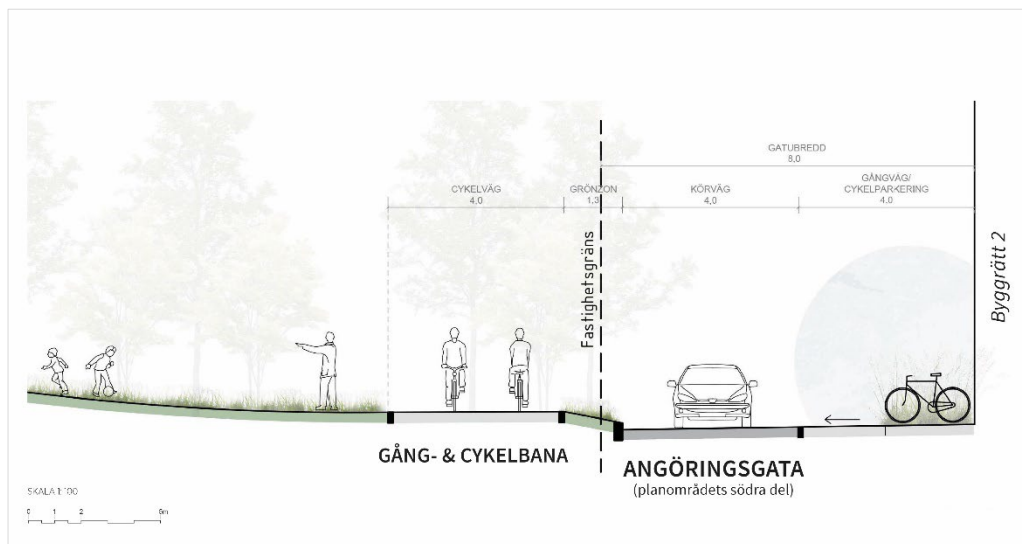 GATUBREDD
8,0
CYKELVÄG
4,0
GRÖNZON
1,3
KÖRVÄG
4,0
GÅNGVÄG/
CYKELPARKERING
4,0
Fastighetsgräns
Byggrätt 2
GÅNG- & CYKELBANA
ANGÖRINGSGATA
(planområdets södra del)
SKALA 1:100
0 1 2 6m